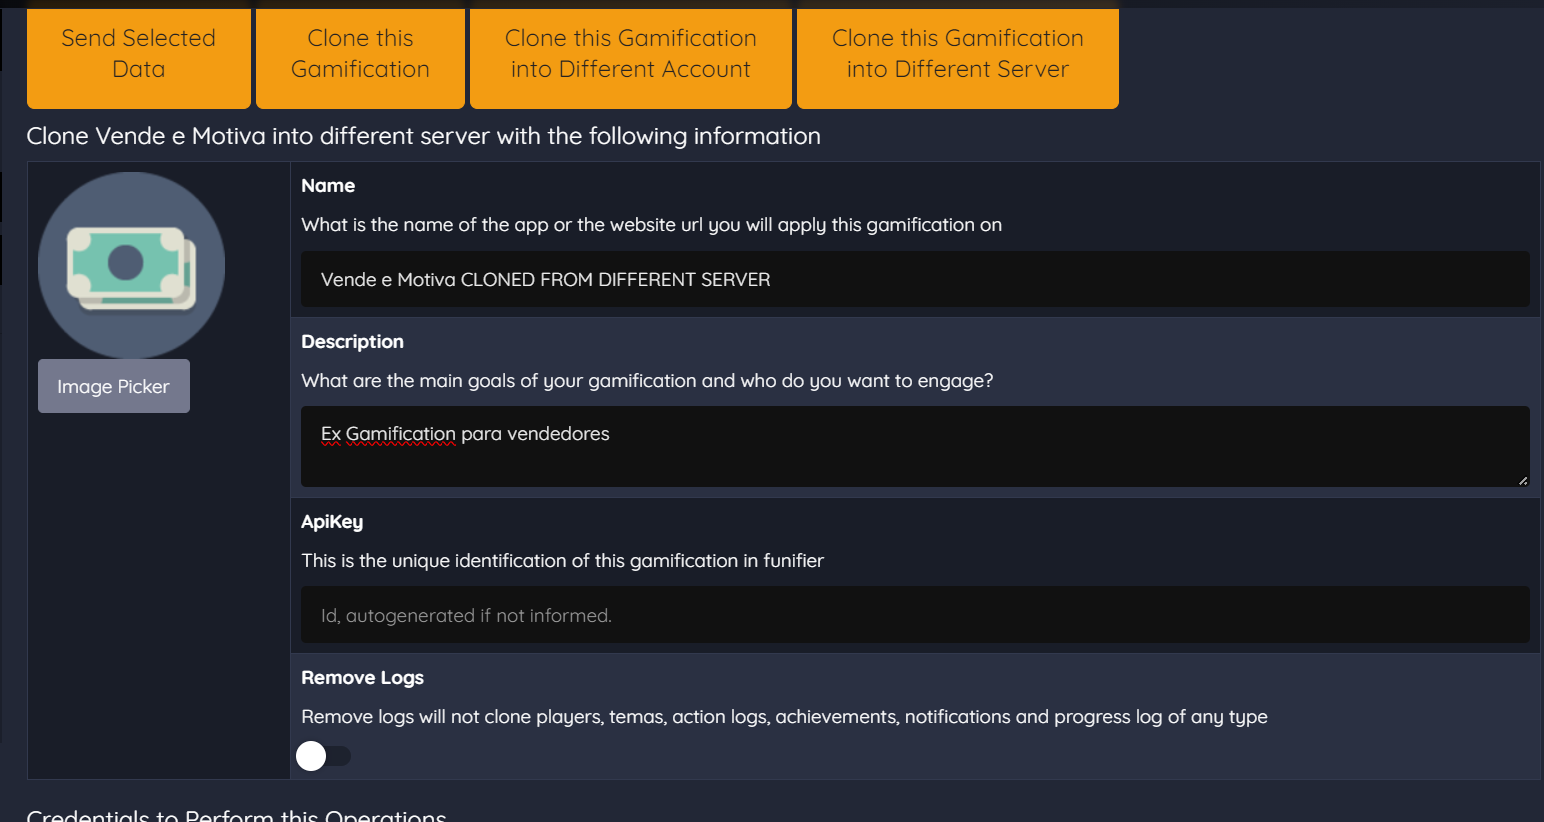 Send Selected
Data
Clone this
Gamification
Clone this Gamification
into Different Account
Clone this Gamification
into Different Server
Clone Vende e Motiva into different server with the following information
Image Picker
Name
What is the name of the app or the website url you will apply this gamification on
Vende e Motiva CLONED FROM DIFFERENT SERVER
Description
What are the main goals of your gamification and who do you want to engage?
Ex Gamification para vendedores
ApiKey
This is the unique identification of this gamification in funifier
Id, autogenerated if not informed.
Remove Logs
Remove logs will not clone players, temas, action logs, achievements, notifications and progress log of any type
Credentials to Perform this Operations